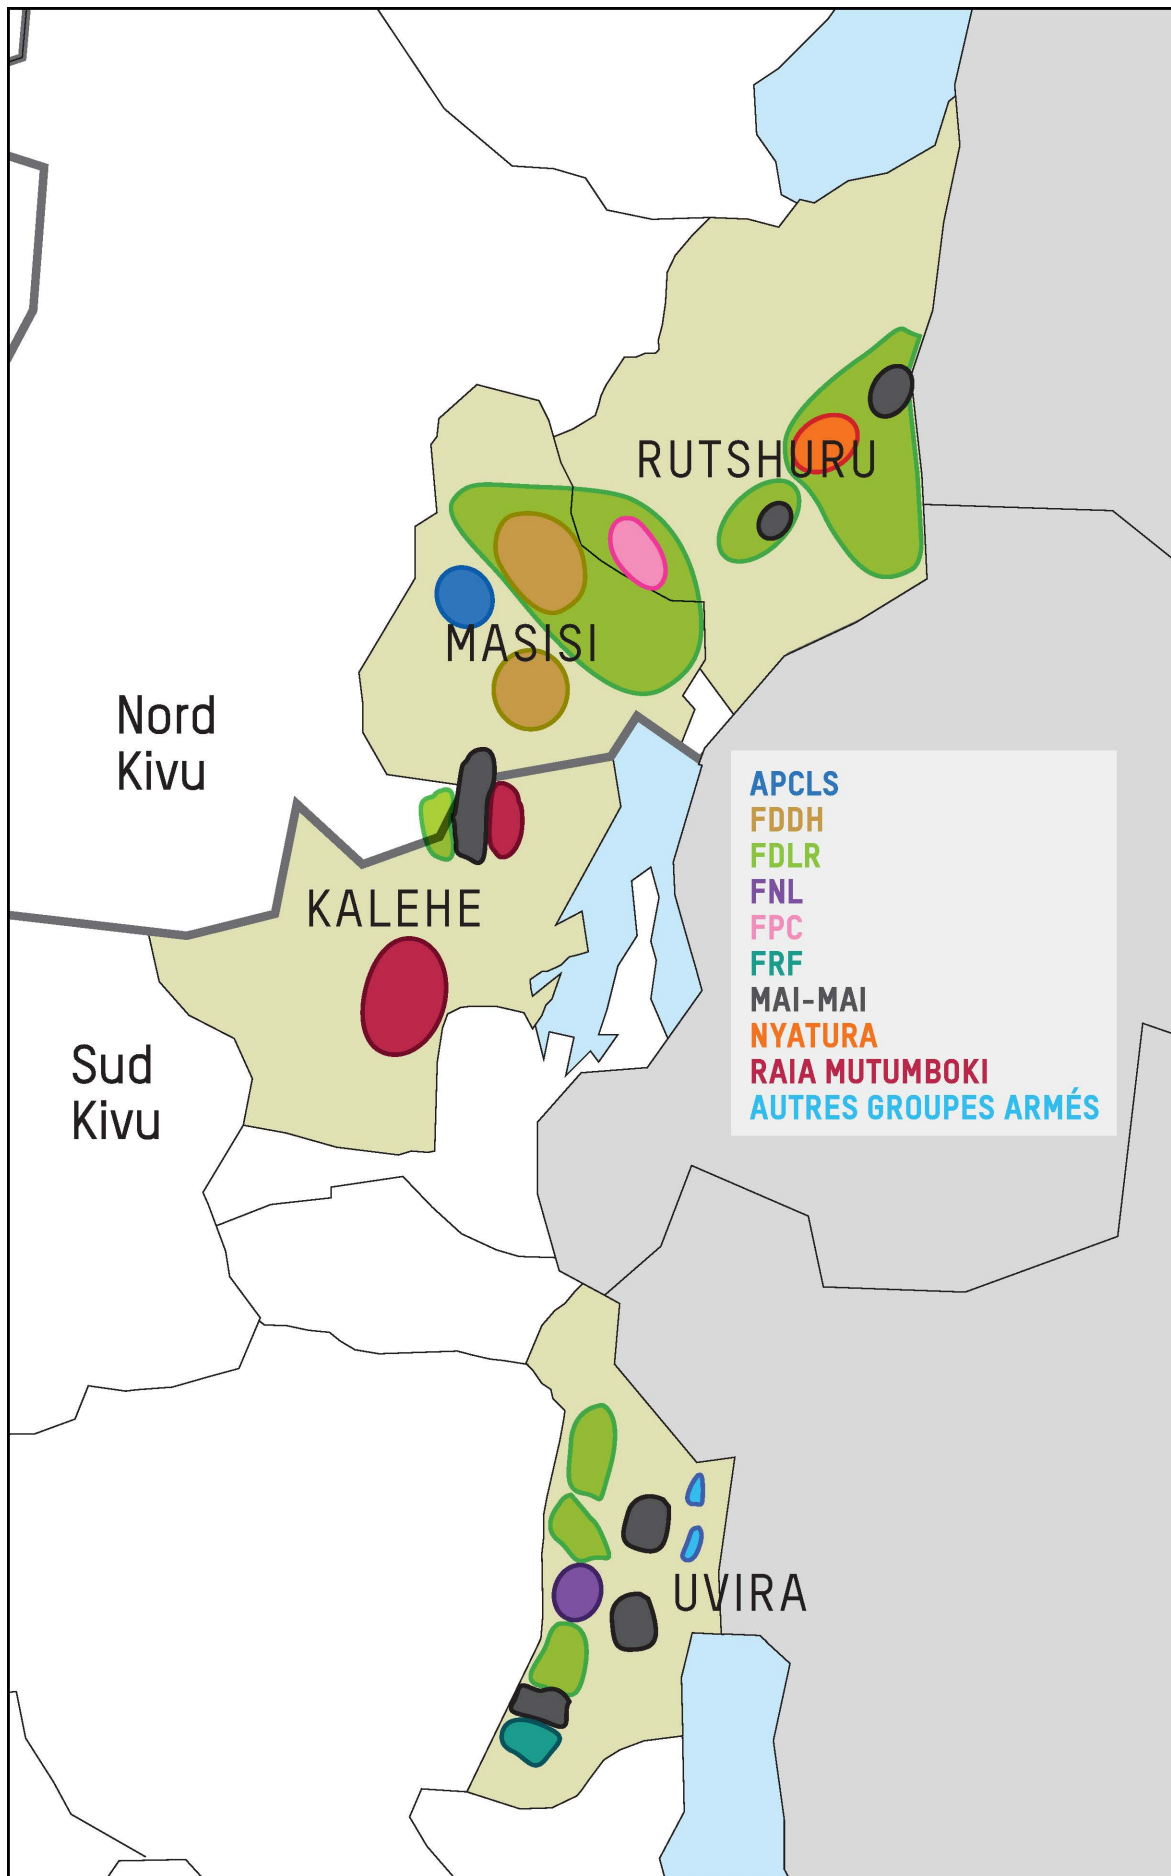 RUTSHURU
MASISI
Nord
Kivu
APCLS
FDDH
FDLR
FNL
FPC
FRF
MAI-MAI
NYATURA
RAIA MUTUMBOKI
AUTRES GROUPES ARMÉS
KALEHE
Sud
Kivu
UVIRA